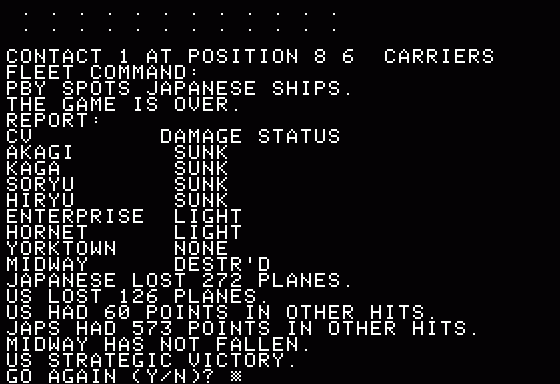 . . . . . . . . . . . .
. . . . . . . . . . . .
CONTACT 1 AT POSITION 8 6  CARRIERS
FLEET COMMAND:
PBY SPOTS JAPANESE SHIPS.
THE GAME IS OVER.
REPORT:
CV         DAMAGE STATUS
AKAGI       SUNK
KAGA        SUNK
SORYU       SUNK
HIRYU       SUNK
ENTERPRISE  LIGHT
HORNET      LIGHT
YORKTOWN    NONE
MIDWAY      DESTR'D
JAPANESE LOST 272 PLANES.
US LOST 126 PLANES.
US HAD 60 POINTS IN OTHER HITS.
JAPS HAD 573 POINTS IN OTHER HITS.
MIDWAY HAS NOT FALLEN.
US STRATEGIC VICTORY.
GO AGAIN (Y/N)?